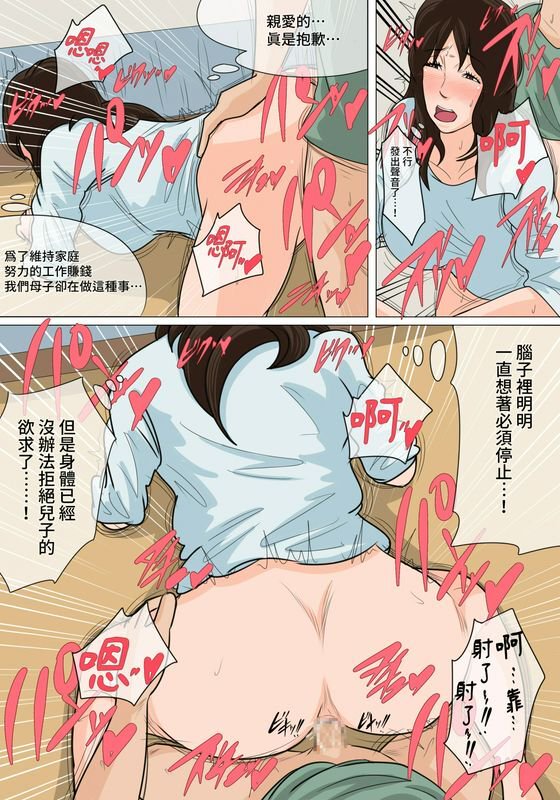 不行
發出聲音了…！
啊
親愛的…
真是抱歉…
嗯嗯
嗯啊
為了維持家庭
努力的工作賺錢
我們母子卻在做這種事…
腦子裡明明
一直想著必須停止…！
啊
但是身體已經
沒辦法拒絕兒子的
欲求了……！
嗯
啊…靠…
射了~!!
射了~!!